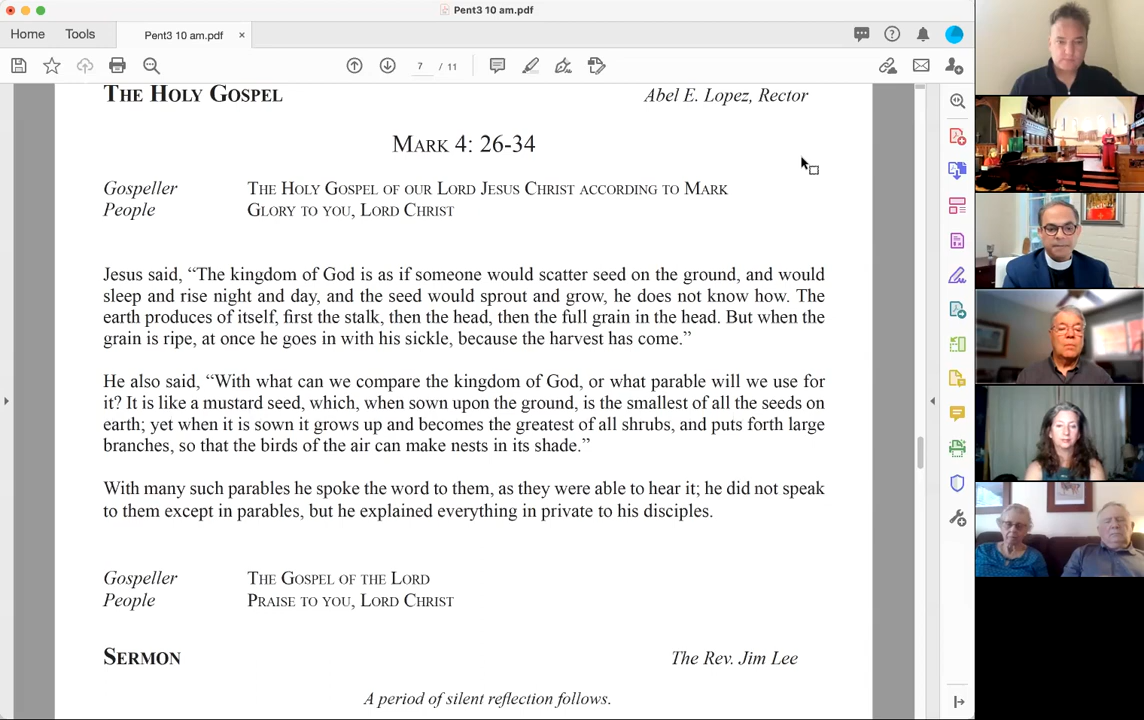 Pent3 10 am.pdf
Home Tools Pent3 10 am.pdf ×
7 / 11
THE HOLY GOSPEL Abel E. Lopez, Rector
MARK 4: 26-34
Gospeller THE HOLY GOSPEL OF OUR LORD JESUS CHRIST ACCORDING TO MARK
People GLORY TO YOU, LORD CHRIST
Jesus said, “The kingdom of God is as if someone would scatter seed on the ground, and would
sleep and rise night and day, and the seed would sprout and grow, he does not know how. The
earth produces of itself, first the stalk, then the head, then the full grain in the head. But when the
grain is ripe, at once he goes in with his sickle, because the harvest has come.”
He also said, “With what can we compare the kingdom of God, or what parable will we use for
it? It is like a mustard seed, which, when sown upon the ground, is the smallest of all the seeds on
earth; yet when it is sown it grows up and becomes the greatest of all shrubs, and puts forth large
branches, so that the birds of the air can make nests in its shade.”
With many such parables he spoke the word to them, as they were able to hear it; he did not speak
to them except in parables, but he explained everything in private to his disciples.
Gospeller THE GOSPEL OF THE LORD
People PRAISE TO YOU, LORD CHRIST
SERMON The Rev. Jim Lee
A period of silent reflection follows.